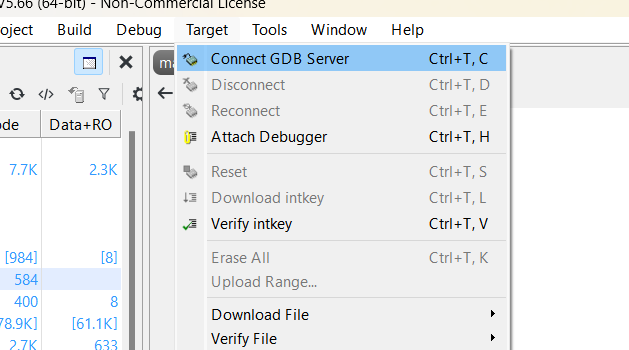 V5.66 (64-bit) - Non-Commercial License
oject Build Debug Target Tools Window Help
ma
Connect GDB Server Ctrl+T, C
Disconnect Ctrl+T, D
Reconnect Ctrl+T, E
Attach Debugger Ctrl+T, H
Reset Ctrl+T, S
Download intkey Ctrl+T, L
Verify intkey Ctrl+T, V
Erase All Ctrl+T, K
Upload Range...
Download File
Verify File
ode Data+RO
7.7K 2.3K
[984] [8]
584
400 8
78.9K] [61.1K]
2.7K 633